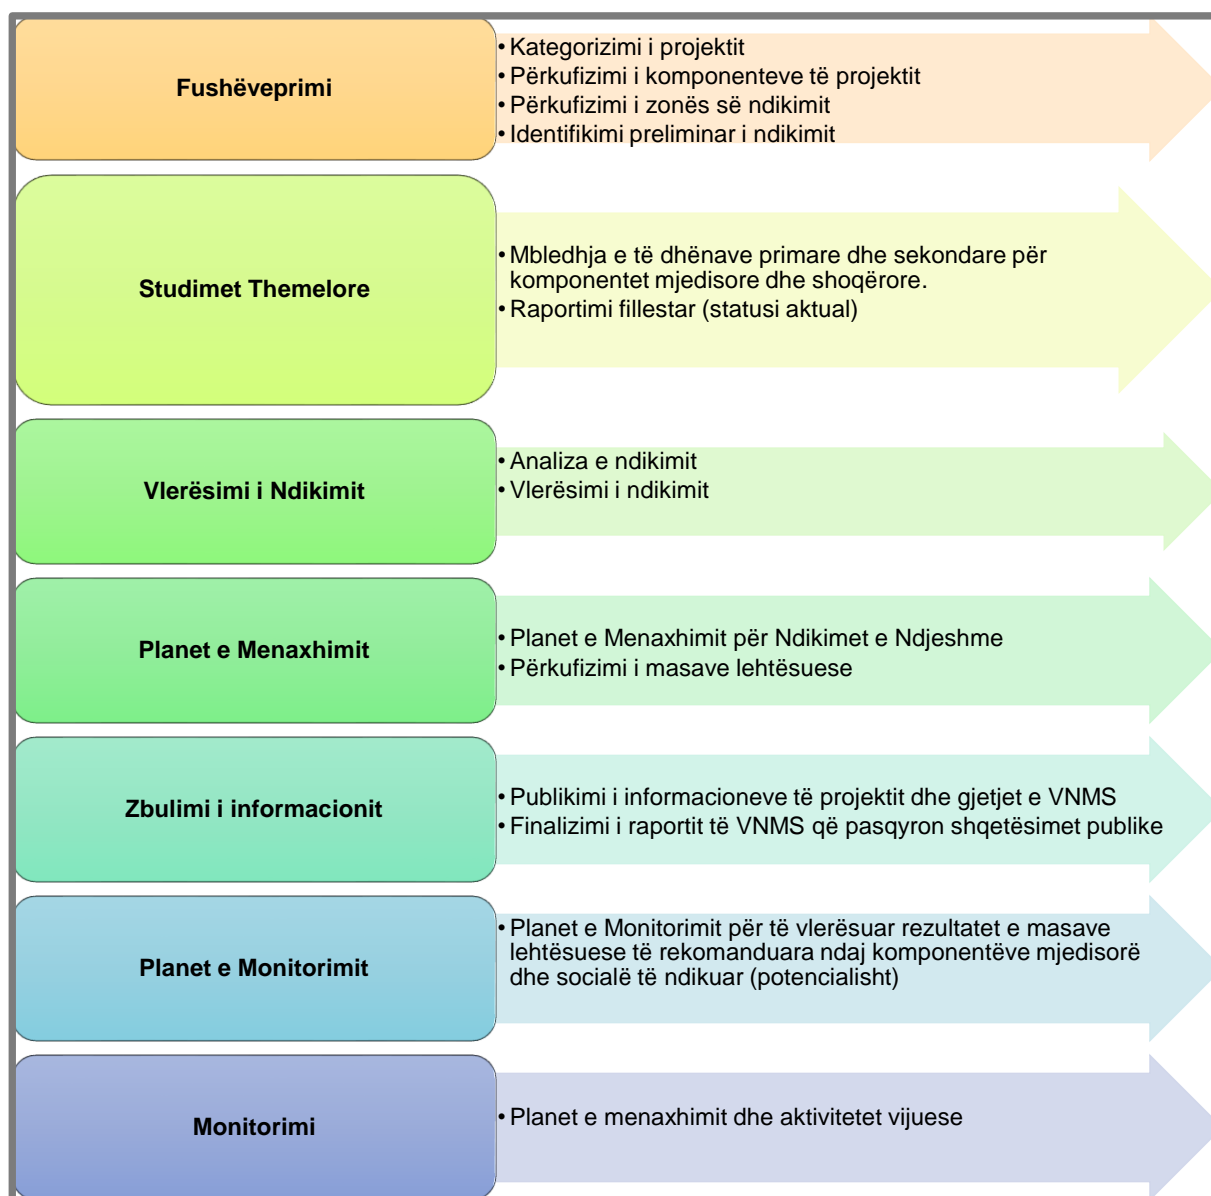 Fushëveprimi
• Kategorizimi i projektit
• Përkufizimi i komponenteve të projektit
• Përkufizimi i zonës së ndikimit
• Identifikimi preliminar i ndikimit
Studimet Themelore
• Mbledhja e të dhënave primare dhe sekondare për
komponentet mjedisore dhe shoqërore.
• Raportimi fillestar (statusi aktual)
Vlerësimi i Ndikimit
• Analiza e ndikimit
• Vlerësimi i ndikimit
Planet e Menaxhimit
• Planet e Menaxhimit për Ndikimet e Ndjeshme
• Përkufizimi i masave lehtësuese
Zbulimi i informacionit
• Publikimi i informacioneve të projektit dhe gjetjet e VNMS
• Finalizimi i raportit të VNMS që pasqyron shqetësimet publike
Planet e Monitorimit
• Planet e Monitorimit për të vlerësuar rezultatet e masave
lehtësuese të rekomanduara ndaj komponentëve mjedisorë
dhe socialë të ndikuar (potencialisht)
Monitorimi
• Planet e menaxhimit dhe aktivitetet vijuese